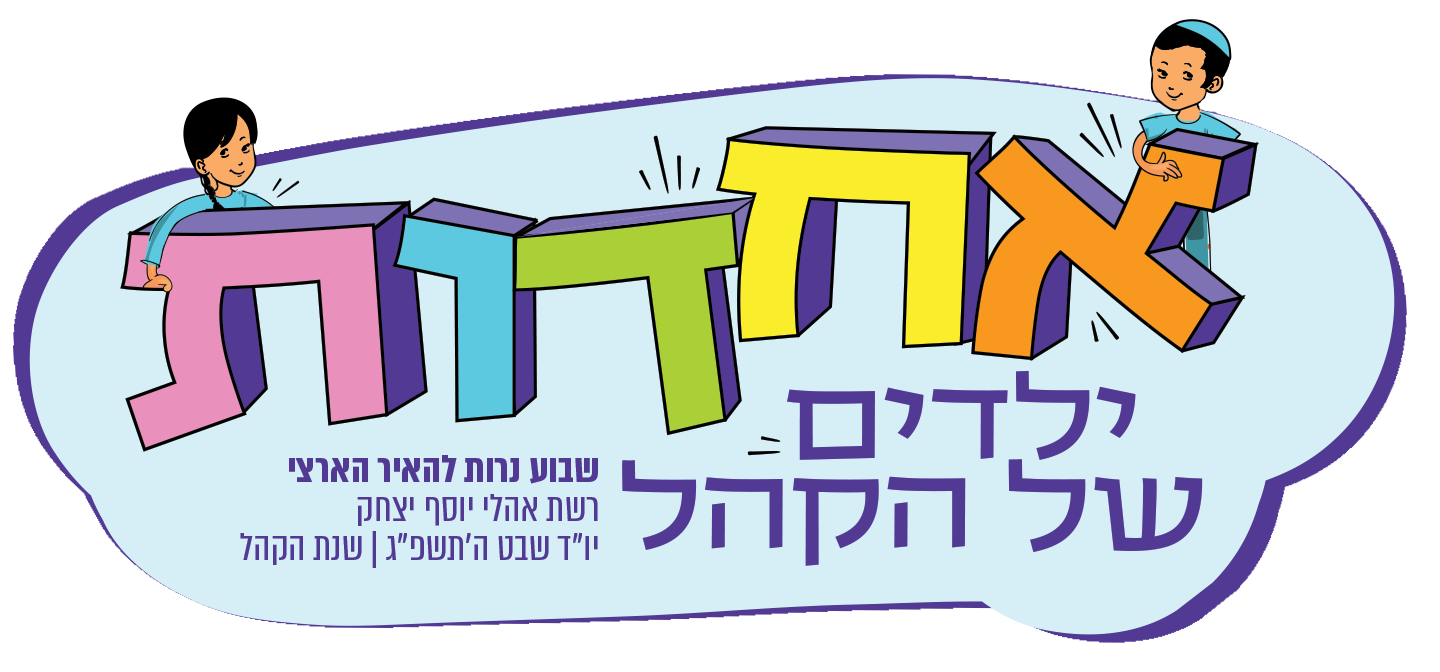 אחדות
ילדים
של הקהל
שבוע נרות להאיר הארצי
רשת אהלי יוסף יצחק
יו"ד שבט ה'תשפ"ג | שנת הקהל